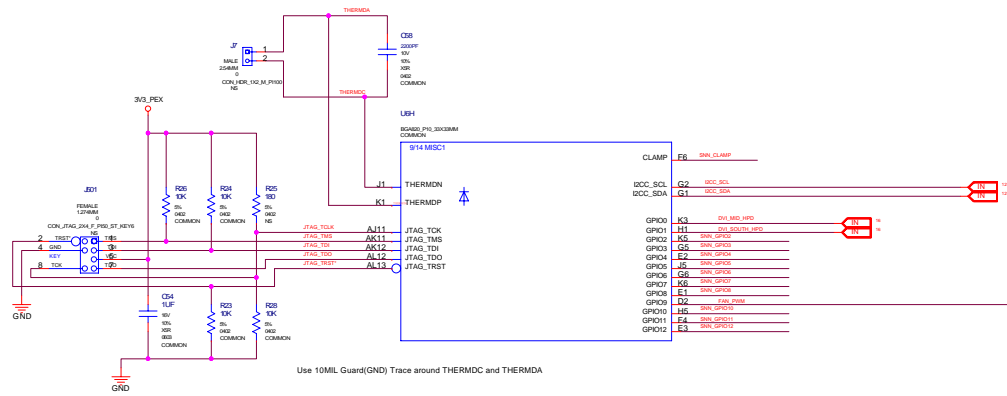 THERMDA
J7
MALE
2.54MM
0
CON_HDR_1X2_M_PI100
NS
1
2
C58
2200PF
10V
10%
X5R
0402
COMMON
THERMDC
3V3_PEX
U6H
BGA820_P10_33X33MM
COMMON
9/14 MISC1
J501
FEMALE
1.274MM
0
CON_JTAG_2X4_F_PI50_ST_KEY6
NS
R26
10K
5%
0402
COMMON
R24
10K
5%
0402
COMMON
R25
180
5%
0402
COMMON
2 TRST*
4 GND
KEY
8 TCK
TMS
TDI
VCC
TDO
GND
C54
1UF
16V
10%
X5R
0603
COMMON
R23
10K
5%
0402
COMMON
R28
10K
5%
0402
COMMON
GND
J1 THERMDN
K1 THERMDP
JTAG_TCLK AJ11 JTAG_TCK
JTAG_TMS AK11 JTAG_TMS
JTAG_TDI AK12 JTAG_TDI
JTAG_TDO AL12 JTAG_TDO
JTAG_TRST* AL13 JTAG_TRST
CLAMP F6 SNN_CLAMP
I2CC_SCL G2 I2CC_SCL IN
I2CC_SDA G1 I2CC_SDA IN
GPIO0 K3 DVI_MID_HPD IN 16
GPIO1 H1 DVI_SOUTH_HPD IN 16
GPIO2 K5 SNN_GPIO2
GPIO3 G5 SNN_GPIO3
GPIO4 E2 SNN_GPIO4
GPIO5 J5 SNN_GPIO5
GPIO6 G6 SNN_GPIO6
GPIO7 K6 SNN_GPIO7
GPIO8 E1 SNN_GPIO8
GPIO9 D2 FAN_PWM
GPIO10 H5 SNN_GPIO10
GPIO11 F4 SNN_GPIO11
GPIO12 E3 SNN_GPIO12
Use 10MIL Guard(GND) Trace around THERMDC and THERMDA